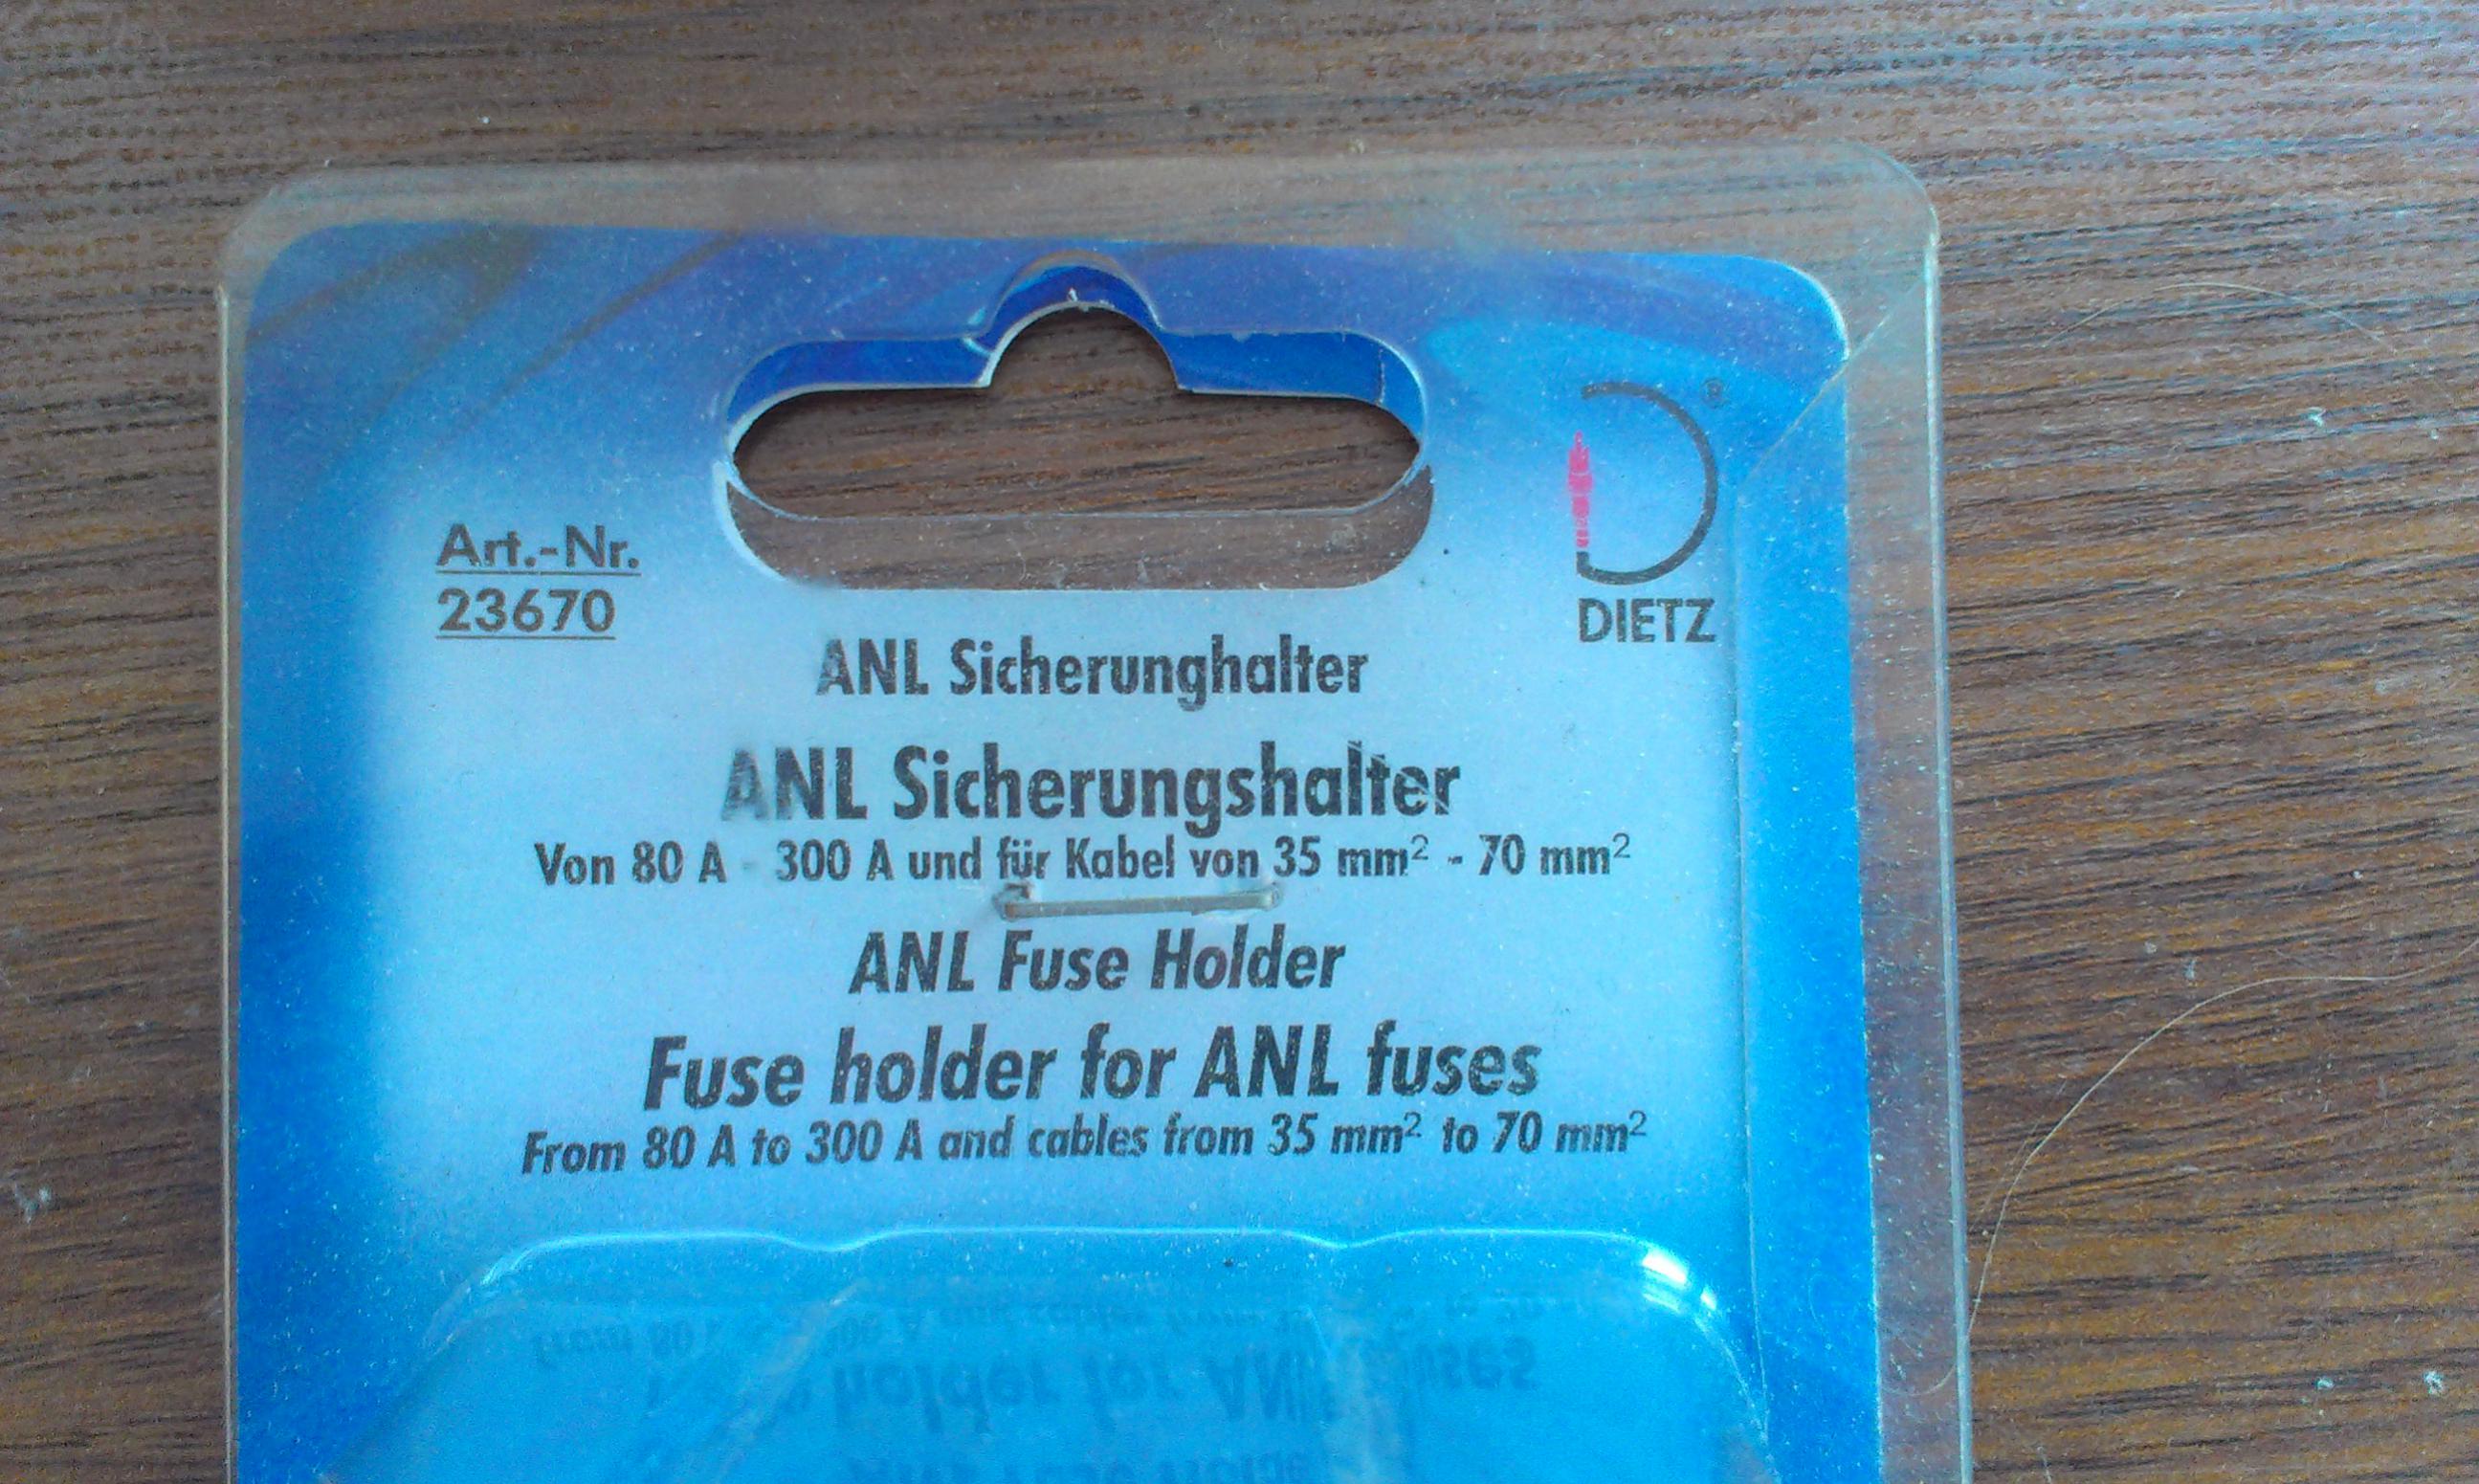 Art.-Nr.
23670
®
DIETZ
ANL Sicherunghalter
ANL Sicherungshalter
Von 80 A - 300 A und für Kabel von 35 mm² - 70 mm²
ANL Fuse Holder
Fuse holder for ANL fuses
From 80 A to 300 A and cables from 35 mm² to 70 mm²